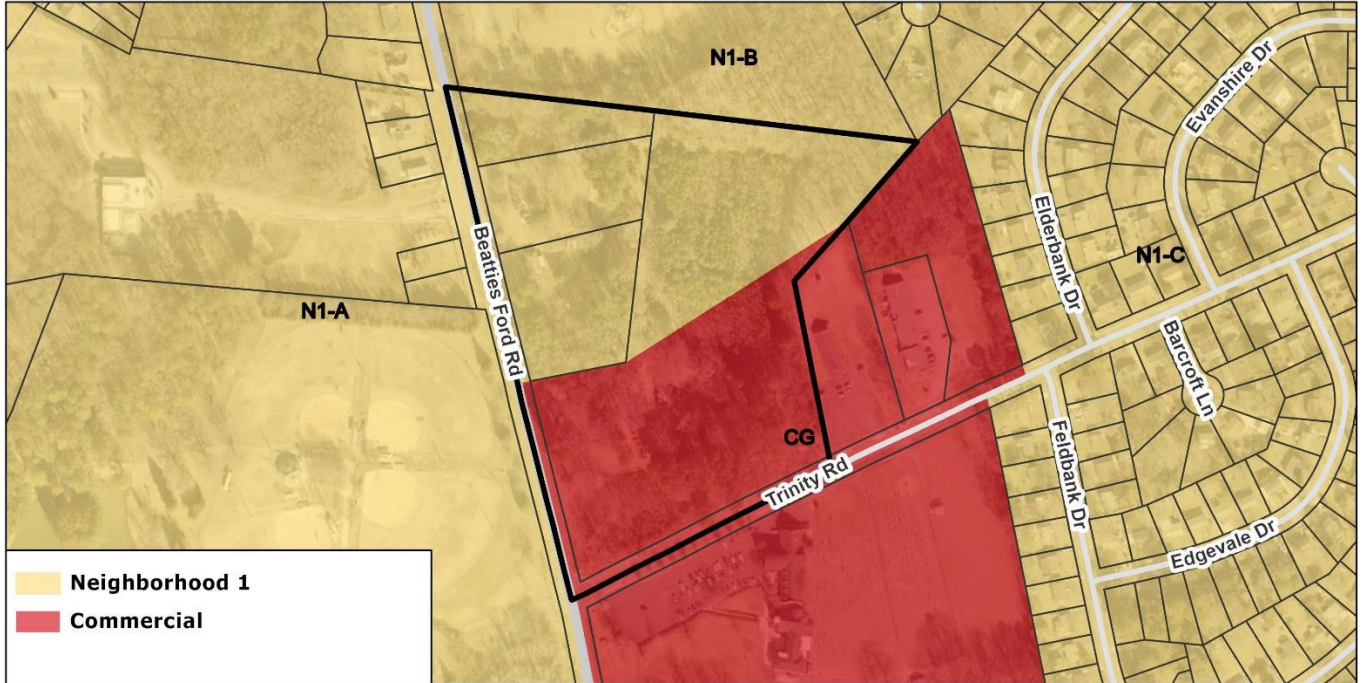 N1-B
Evanshire Dr
Elderbank Dr
Beatties Ford Rd
N1-C
N1-A
Barcroft Ln
CG
Trinity Rd
Feldbank Dr
Edgevale Dr
Neighborhood 1
Commercial